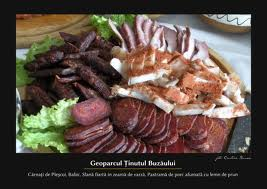 Geoparcul Ținutul Buzăului
Cârnați de Pleșcoi, Babic, Slană fiartă in zeamă de varză, Pastramă de porc afumată cu lemn de prun